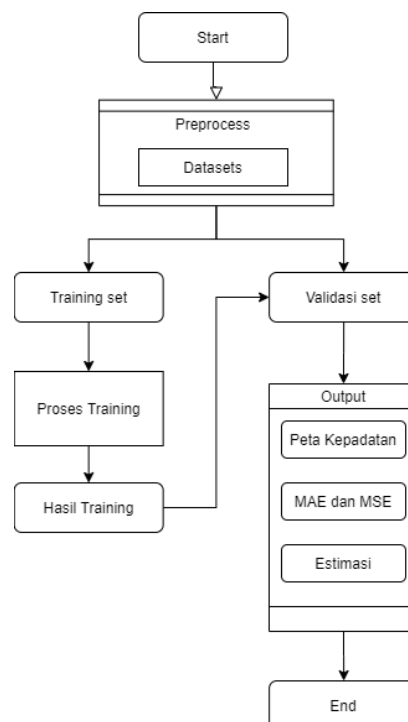 Start
Preprocess
Datasets
Training set
Validasi set
Proses Training
Hasil Training
Output
Peta Kepadatan
MAE dan MSE
Estimasi
End